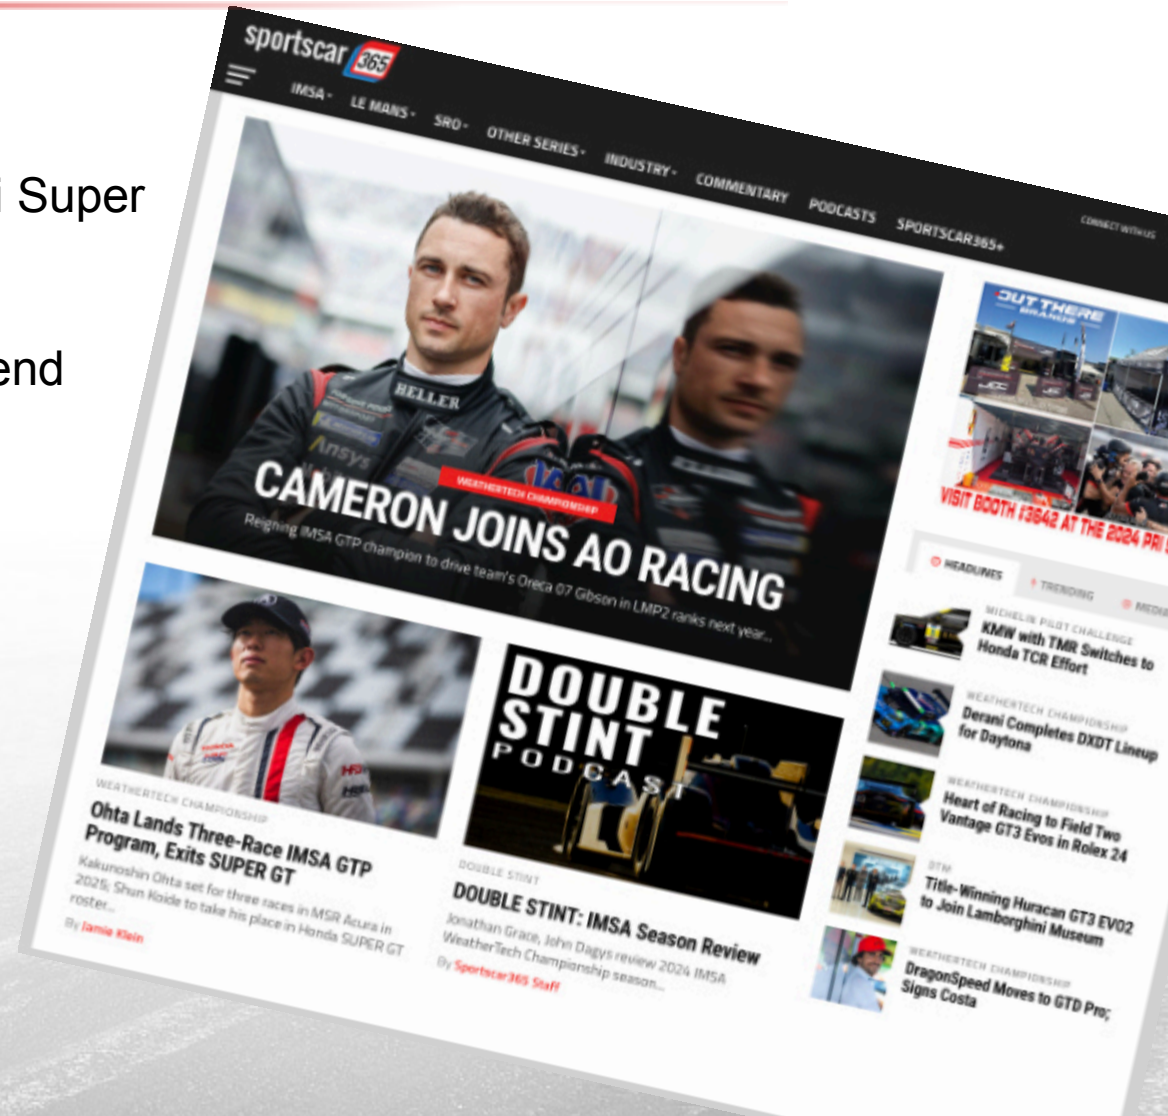 i Super
end
sportscar 365
IMSA
LE MANS
SRO
OTHER SERIES
INDUSTRY
COMMENTARY
PODCASTS
SPORTSCAR365+
CONNECT WITH US
HELLER
Ansys
WEATHERTECH CHAMPIONSHIP
CAMERON JOINS AO RACING
Reigning IMSA GTP champion to drive team's Oreca 07 Gibson in LMP2 ranks next year...
OUT THERE
BRANDS
VISIT BOOTH #3642 AT THE 2024 PRI
HEADLINES
TRENDING
MICHELIN PILOT CHALLENGE
KMW with TMR Switches to
Honda TCR Effort
WEATHERTECH CHAMPIONSHIP
Derani Completes DXDT Lineup
for Daytona
WEATHERTECH CHAMPIONSHIP
Heart of Racing to Field Two
Vantage GT3 Evos in Rolex 24
DTM
Title-Winning Huracan GT3 EVO2
to Join Lamborghini Museum
WEATHERTECH CHAMPIONSHIP
DragonSpeed Moves to GTD Pro;
Signs Costa
HONDA
HRC
WEATHERTECH CHAMPIONSHIP
Ohta Lands Three-Race IMSA GTP
Program, Exits SUPER GT
Kakunoshin Ohta set for three races in MSR Acura in
2025; Shun Koide to take his place in Honda SUPER GT
roster...
By Jamie Klein
DOUBLE
STINT
PODCAST
DOUBLE STINT
DOUBLE STINT: IMSA Season Review
Jonathan Grace, John Dagys review 2024 IMSA
WeatherTech Championship season...
By Sportscar365 Staff